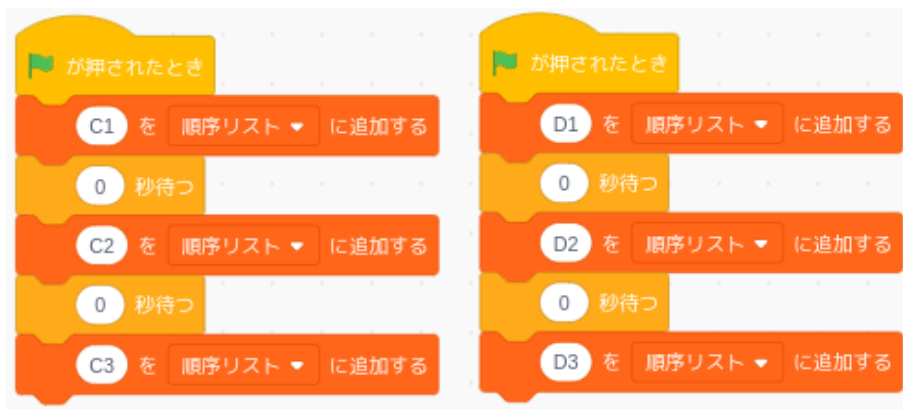 が押されたとき
C1 を 順序リスト に追加する
0 秒待つ
C2 を 順序リスト に追加する
0 秒待つ
C3 を 順序リスト に追加する
が押されたとき
D1 を 順序リスト に追加する
0 秒待つ
D2 を 順序リスト に追加する
0 秒待つ
D3 を 順序リスト に追加する